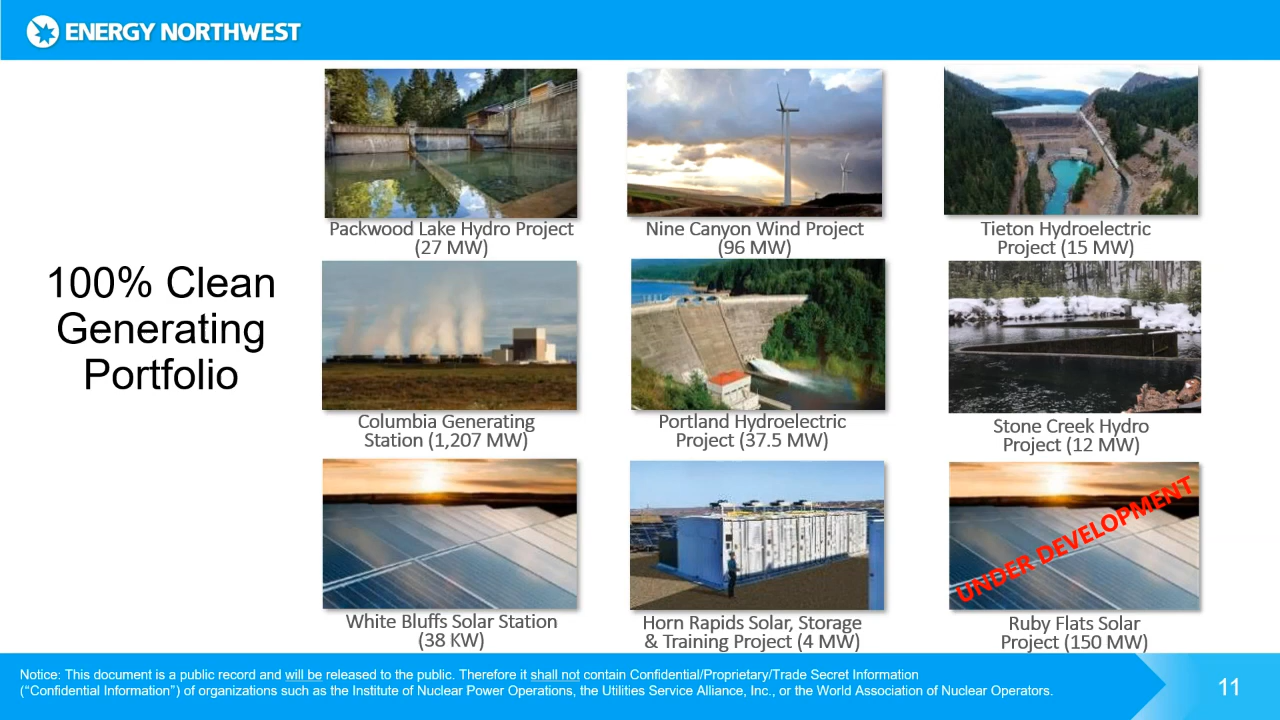 ENERGY NORTHWEST
100% Clean
Generating
Portfolio
Packwood Lake Hydro Project
(27 MW)
Nine Canyon Wind Project
(96 MW)
Tieton Hydroelectric
Project (15 MW)
Columbia Generating
Station (1,207 MW)
Portland Hydroelectric
Project (37.5 MW)
Stone Creek Hydro
Project (12 MW)
White Bluffs Solar Station
(38 KW)
Horn Rapids Solar, Storage
& Training Project (4 MW)
UNDER DEVELOPMENT
Ruby Flats Solar
Project (150 MW)
Notice: This document is a public record and will be released to the public. Therefore it shall not contain Confidential/Proprietary/Trade Secret Information
(“Confidential Information”) of organizations such as the Institute of Nuclear Power Operations, the Utilities Service Alliance, Inc., or the World Association of Nuclear Operators.
11